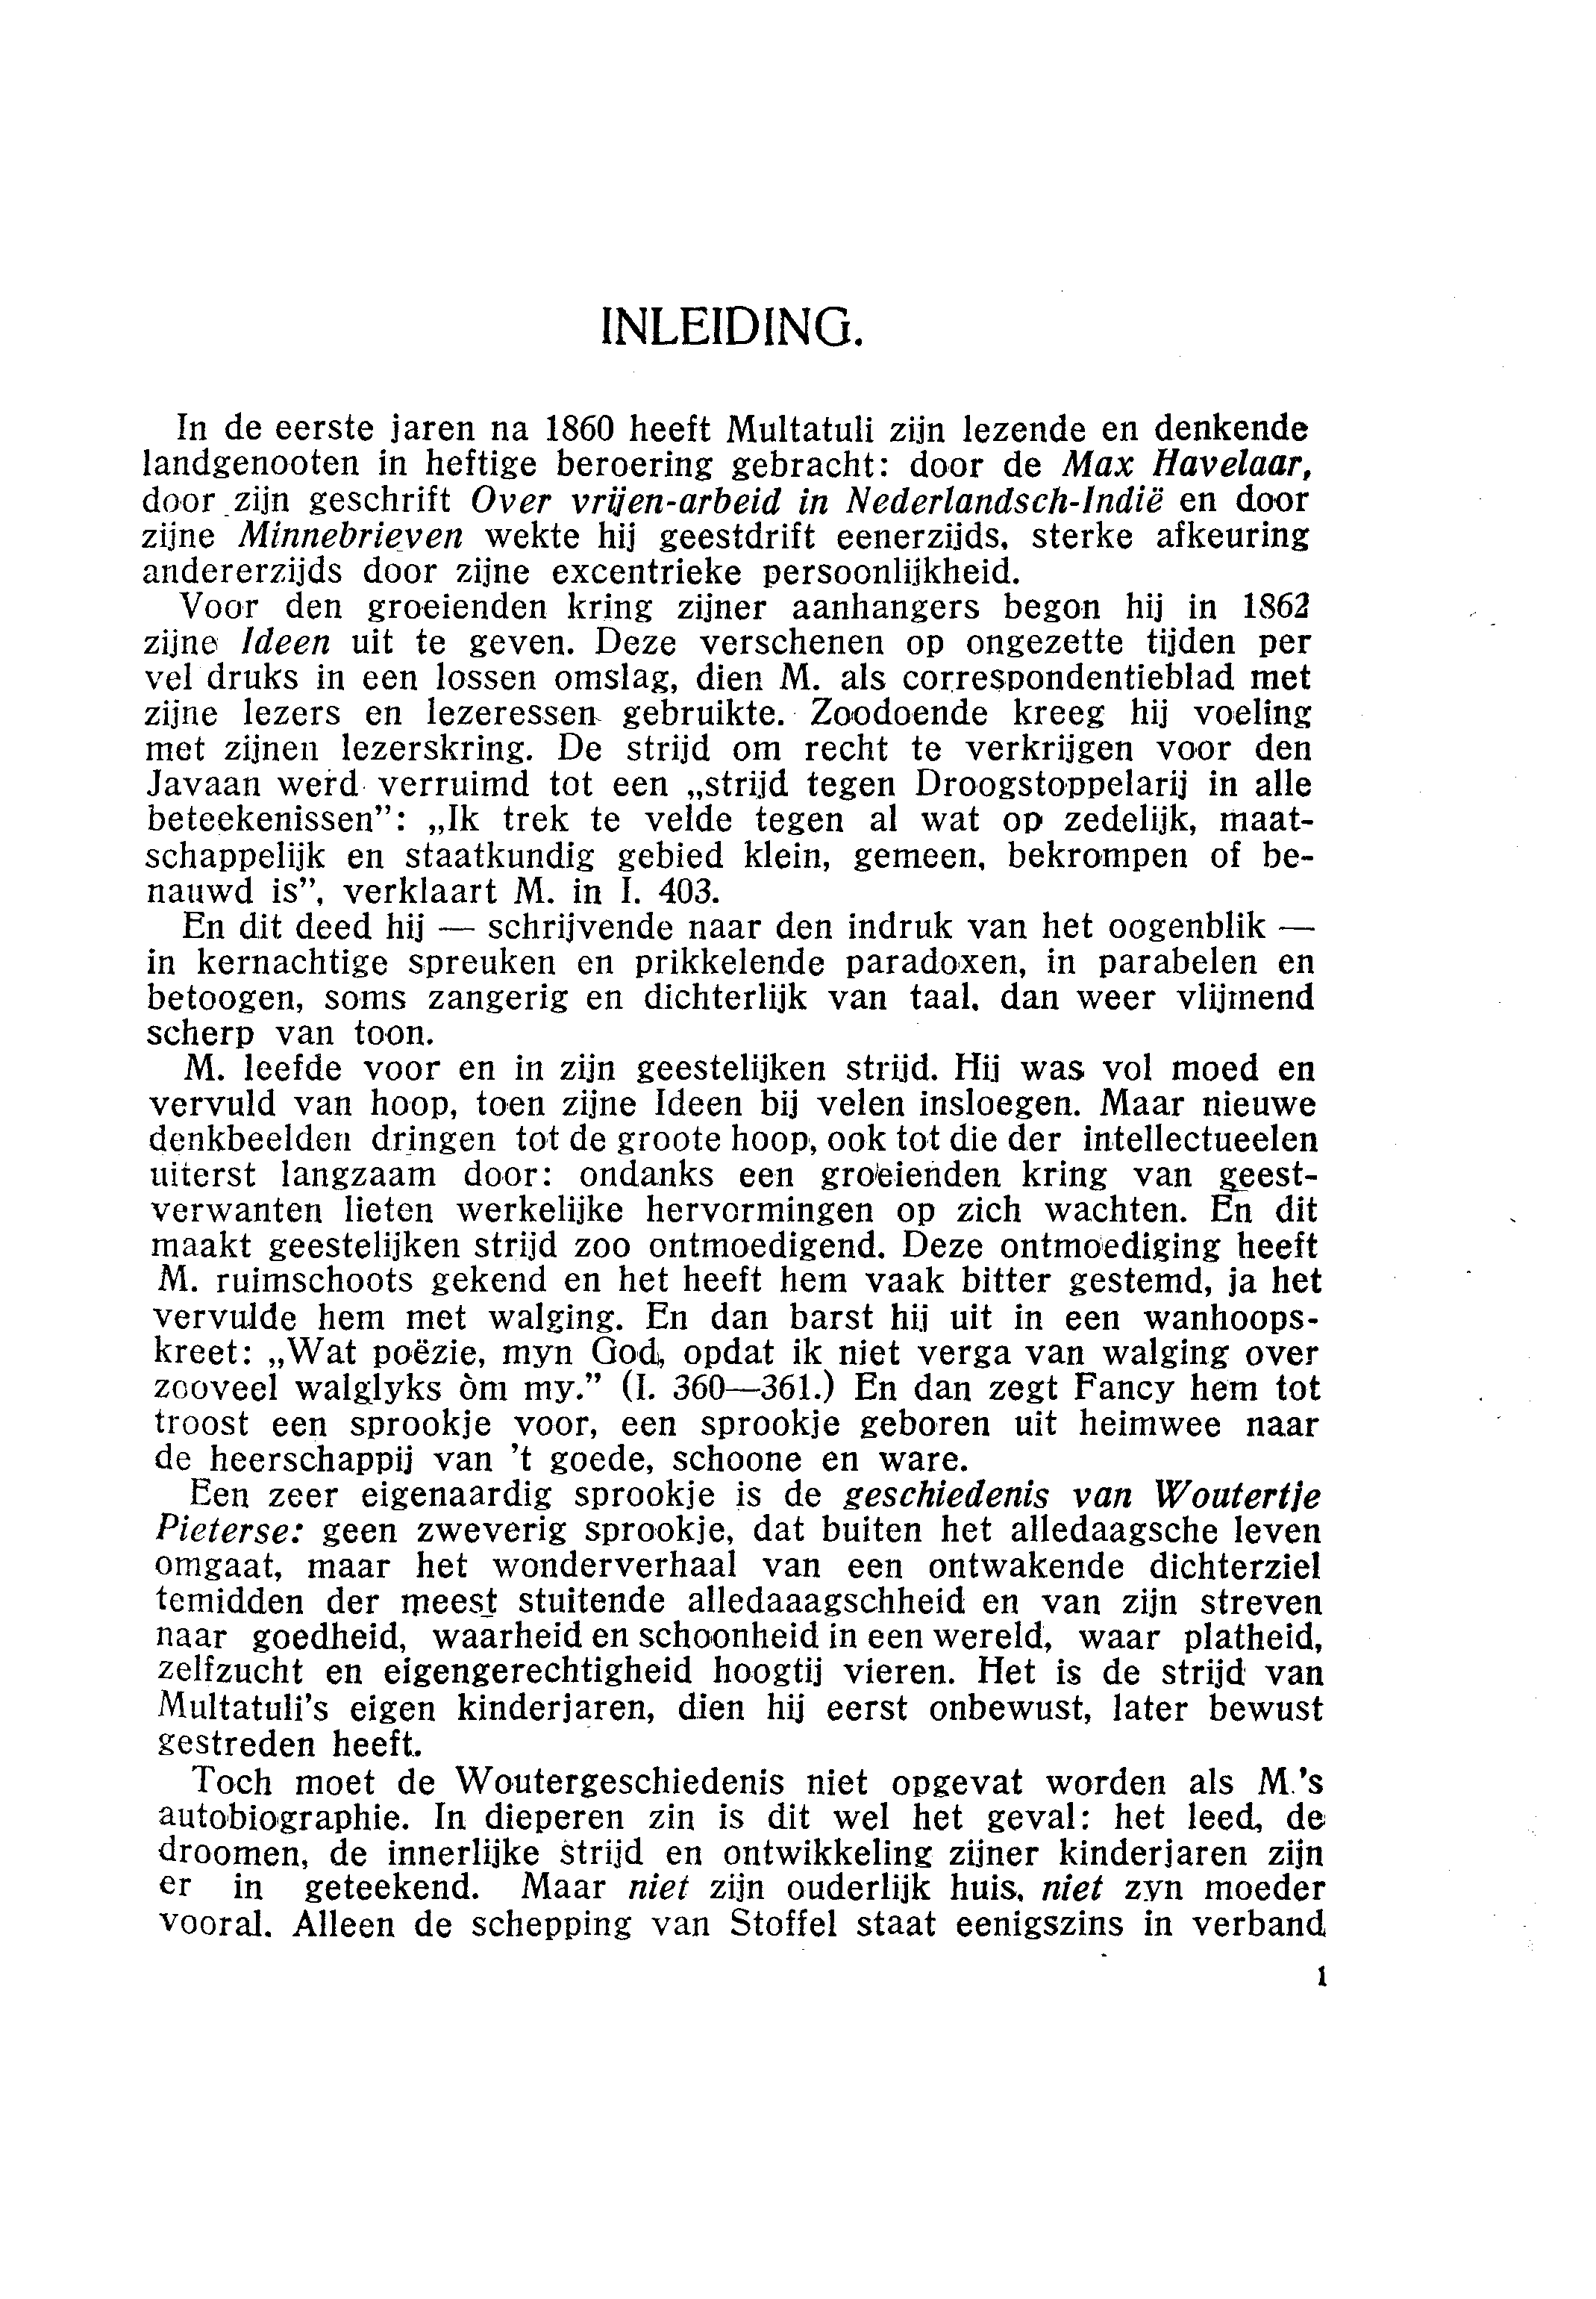 INLEIDING.
In de eerste jaren na 1860 heeft Multatuli zijn lezende en denkende
landgenooten in heftige beroering gebracht: door de Max Havelaar,
door zijn geschrift Over vrijen-arbeid in Nederlandsch-Indië en door
zijne Minnebrieven wekte hij geestdrift eenerzijds, sterke afkeuring
andererzijds door zijne excentrieke persoonlijkheid.
Voor den groeienden kring zijner aanhangers begon hij in 1862
zijne Ideen uit te geven. Deze verschenen op ongezette tijden per
vel druks in een lossen omslag, dien M. als correspondentieblad met
zijne lezers en lezeressen gebruikte. Zoodoende kreeg hij voeling
met zijnen lezerskring. De strijd om recht te verkrijgen voor den
Javaan werd verruimd tot een „strijd tegen Droogstoppelarij in alle
beteekenissen”: „Ik trek te velde tegen al wat op zedelijk, maat-
schappelijk en staatkundig gebied klein, gemeen, bekrompen of be-
nauwd is”, verklaart M. in I. 403.
En dit deed hij — schrijvende naar den indruk van het oogenblik —
in kernachtige spreuken en prikkelende paradoxen, in parabelen en
betoogen, soms zangerig en dichterlijk van taal, dan weer vlijmend
scherp van toon.
M. leefde voor en in zijn geestelijken strijd. Hij was vol moed en
vervuld van hoop, toen zijne Ideen bij velen insloegen. Maar nieuwe
denkbeelden dringen tot de groote hoop, ook tot die der intellectueelen
uiterst langzaam door: ondanks een groeienden kring van geest-
verwanten lieten werkelijke hervormingen op zich wachten. En dit
maakt geestelijken strijd zoo ontmoedigend. Deze ontmoediging heeft
M. ruimschoots gekend en het heeft hem vaak bitter gestemd, ja het
vervulde hem met walging. En dan barst hij uit in een wanhoops-
kreet: „Wat poëzie, myn God, opdat ik niet verga van walging over
zooveel walglyks òm my.” (I. 360—361.) En dan zegt Fancy hem tot
troost een sprookje voor, een sprookje geboren uit heimwee naar
de heerschappij van 't goede, schoone en ware.
Een zeer eigenaardig sprookje is de geschiedenis van Woutertje
Pieterse: geen zweverig sprookje, dat buiten het alledaagsche leven
omgaat, maar het wonderverhaal van een ontwakende dichterziel
temidden der meest stuitende alledaaagschheid en van zijn streven
naar goedheid, waarheid en schoonheid in een wereld, waar platheid,
zelfzucht en eigengerechtigheid hoogtij vieren. Het is de strijd van
Multatuli's eigen kinderjaren, dien hij eerst onbewust, later bewust
gestreden heeft.
Toch moet de Woutergeschiedenis niet opgevat worden als M.'s
autobiographie. In dieperen zin is dit wel het geval: het leed, de
droomen, de innerlijke strijd en ontwikkeling zijner kinderjaren zijn
er in geteekend. Maar niet zijn ouderlijk huis, niet zyn moeder
vooral. Alleen de schepping van Stoffel staat eenigszins in verband
1